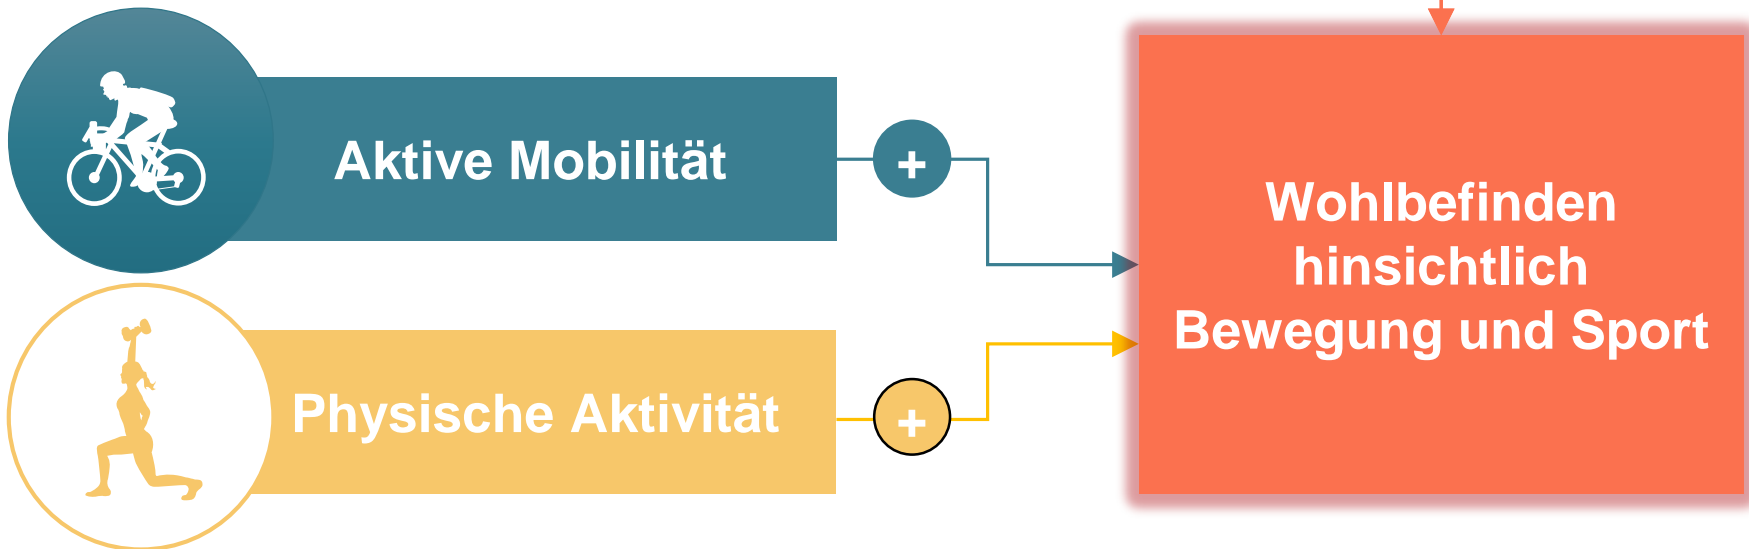 Aktive Mobilität
+
Physische Aktivität
+
Wohlbefinden
hinsichtlich
Bewegung und Sport